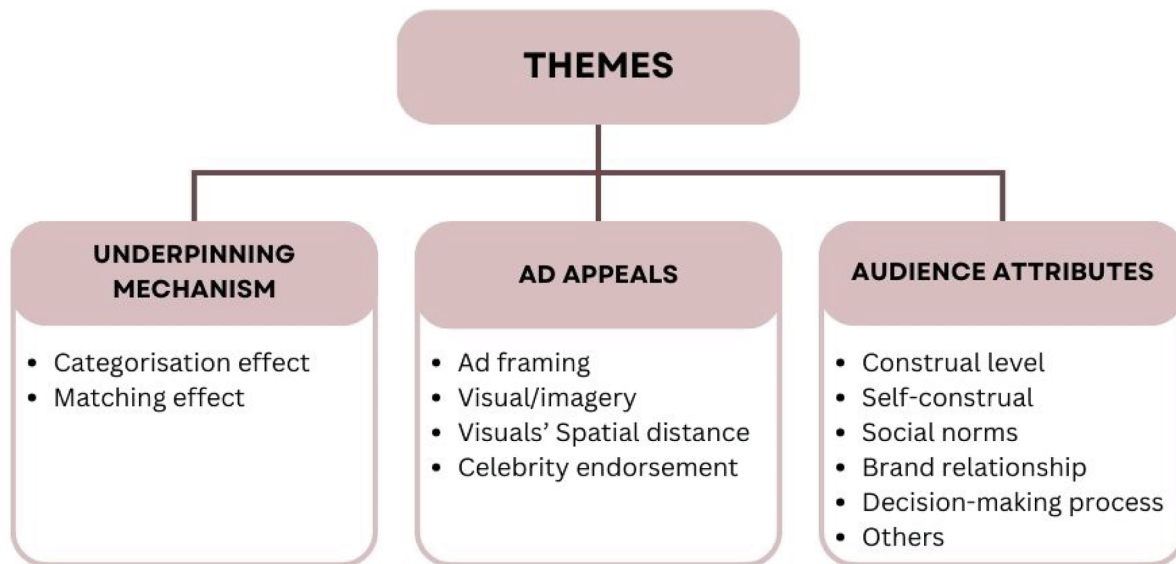 THEMES
UNDERPINNING
MECHANISM
• Categorisation effect
• Matching effect
AD APPEALS
• Ad framing
• Visual/imagery
• Visuals’ Spatial distance
• Celebrity endorsement
AUDIENCE ATTRIBUTES
• Construal level
• Self-construal
• Social norms
• Brand relationship
• Decision-making process
• Others